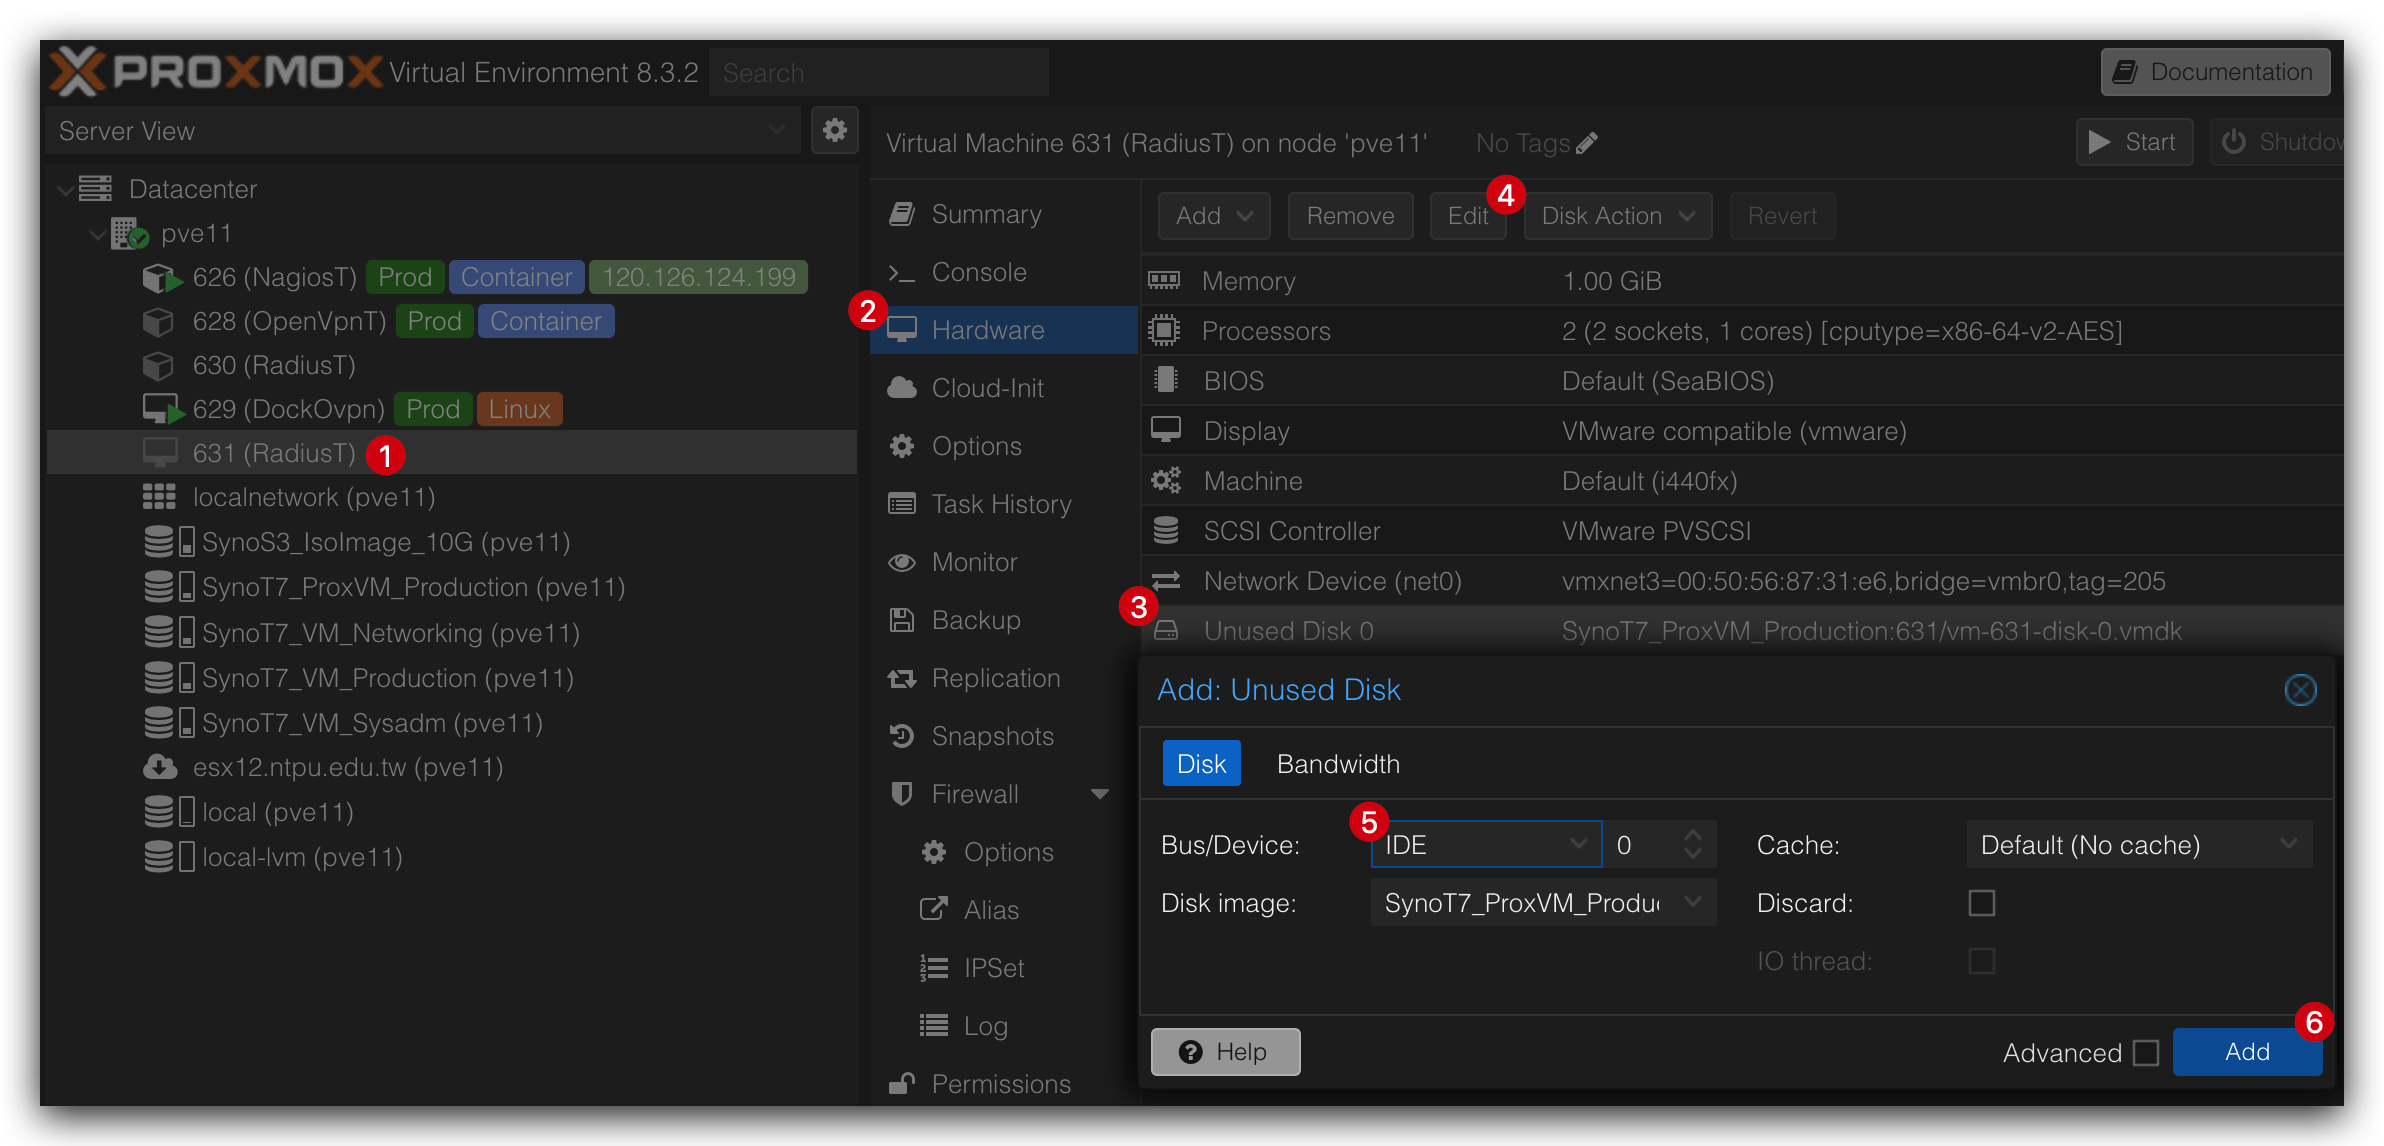 PROXMOX Virtual Environment 8.3.2 Search Documentation
Server View
Virtual Machine 631 (RadiusT) on node 'pve11' No Tags Start Shutdow
Datacenter
pve11
626 (NagiosT) Prod Container 120.126.124.199
628 (OpenVpnT) Prod Container
630 (RadiusT)
629 (DockOvpn) Prod Linux
631 (RadiusT) 1
localnetwork (pve11)
SynoS3_IsoImage_10G (pve11)
SynoT7_ProxVM_Production (pve11)
SynoT7_VM_Networking (pve11)
SynoT7_VM_Production (pve11)
SynoT7_VM_Sysadm (pve11)
esx12.ntpu.edu.tw (pve11)
local (pve11)
local-lvm (pve11)
Summary
Console
2 Hardware
Cloud-Init
Options
Task History
Monitor
Backup
Replication
Snapshots
Firewall
Options
Alias
IPSet
Log
Permissions
Add Remove Edit 4 Disk Action Revert
Memory 1.00 GiB
Processors 2 (2 sockets, 1 cores) [cputype=x86-64-v2-AES]
BIOS Default (SeaBIOS)
Display VMware compatible (vmware)
Machine Default (i440fx)
SCSI Controller VMware PVSCSI
Network Device (net0) vmxnet3=00:50:56:87:31:e6,bridge=vmbr0,tag=205
3 Unused Disk 0 SynoT7_ProxVM_Production:631/vm-631-disk-0.vmdk
Add: Unused Disk
Disk Bandwidth
Bus/Device: 5 IDE 0 Cache: Default (No cache)
Disk image: SynoT7_ProxVM_Produ Discard:
IO thread:
Help Advanced Add 6